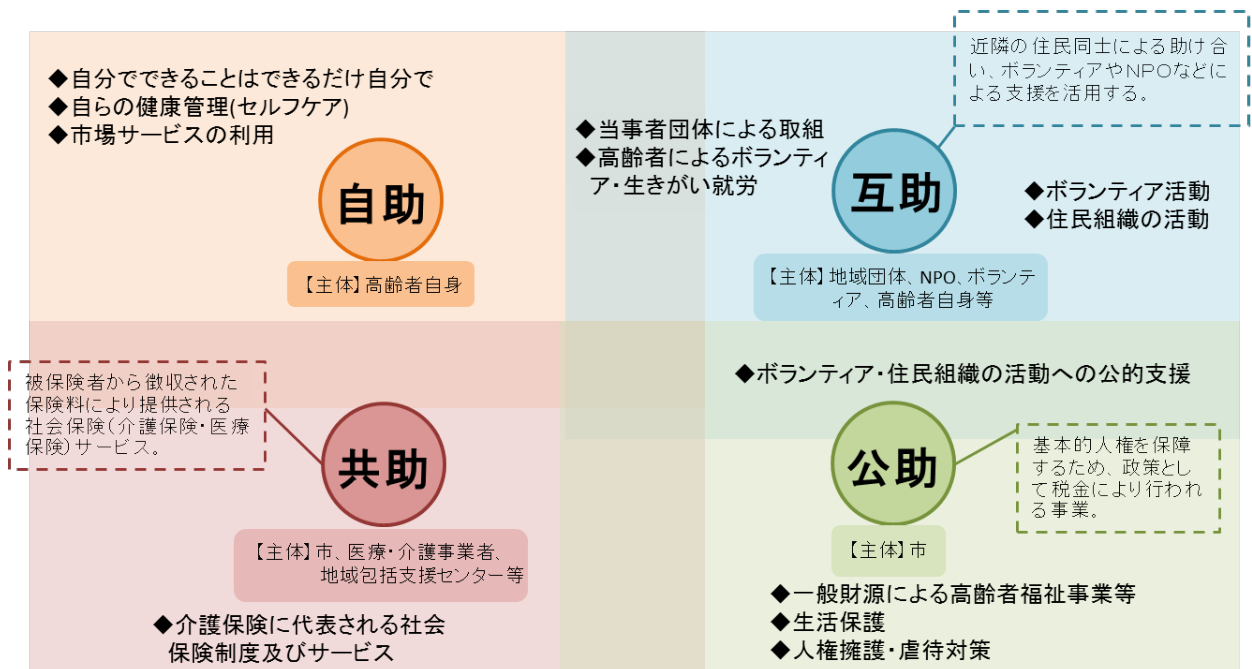 ◆自分でできることはできるだけ自分で
◆自らの健康管理(セルフケア)
◆市場サービスの利用
自助
【主体】高齢者自身
近隣の住民同士による助け合
い、ボランティアやNPOなどに
よる支援を活用する。
◆当事者団体による取組
◆高齢者によるボランティ
ア・生きがい就労
互助
◆ボランティア活動
◆住民組織の活動
【主体】地域団体、NPO、ボランテ
ィア、高齢者自身等
被保険者から徴収された
保険料により提供される
社会保険(介護保険・医療
保険)サービス。
共助
【主体】市、医療・介護事業者、
地域包括支援センター等
◆介護保険に代表される社会
保険制度及びサービス
◆ボランティア・住民組織の活動への公的支援
公助
基本的人権を保障
するため、政策とし
て税金により行われ
る事業。
【主体】市
◆一般財源による高齢者福祉事業等
◆生活保護
◆人権擁護・虐待対策